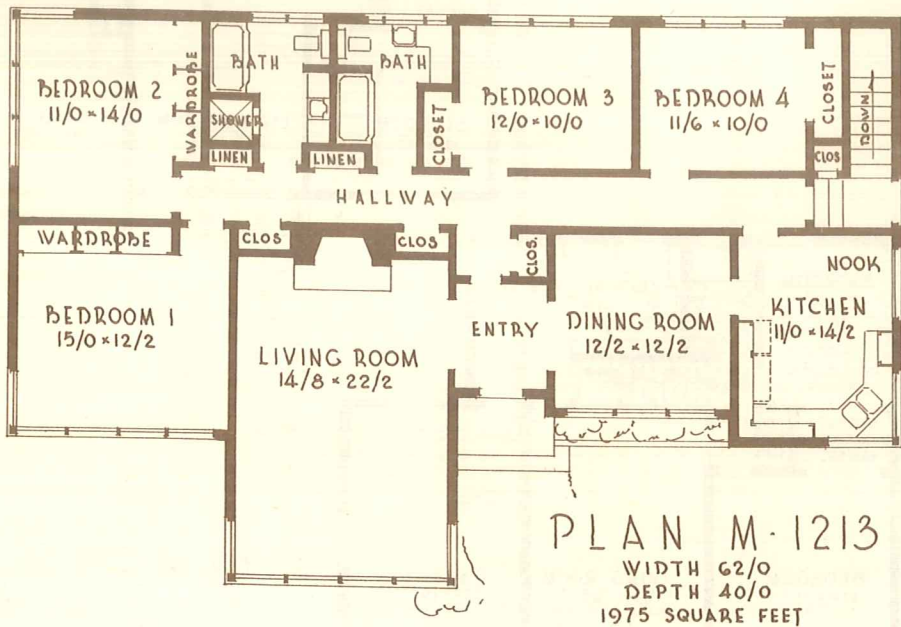 BEDROOM 2
11/0 × 14/0
WARDROBE
BATH
SHOWER
LINEN
LINEN
BATH
CLOSET
BEDROOM 3
12/0 × 10/0
BEDROOM 4
11/6 × 10/0
CLOSET
DOWN
CLOS
HALLWAY
WARDROBE
CLOS
CLOS
CLOS.
NOOK
BEDROOM 1
15/0 × 12/2
LIVING ROOM
14/8 × 22/2
ENTRY
DINING ROOM
12/2 × 12/2
KITCHEN
11/0 × 14/2
PLAN M-1213
WIDTH 62/0
DEPTH 40/0
1975 SQUARE FEET